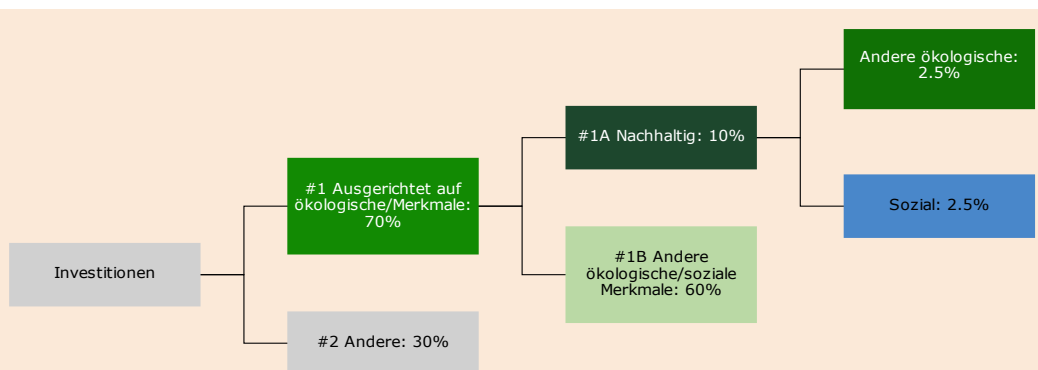 Investitionen
#1 Ausgerichtet auf
ökologische/Merkmale:
70%
#2 Andere: 30%
#1A Nachhaltig: 10%
#1B Andere
ökologische/soziale
Merkmale: 60%
Andere ökologische:
2.5%
Sozial: 2.5%